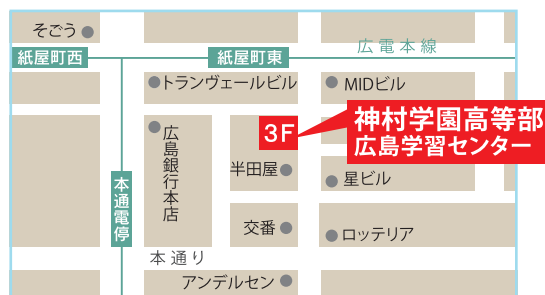 そごう
紙屋町西
紙屋町東
広電本線
トランヴェールビル
MIDビル
3F
神村学園高等部
広島学習センター
広島銀行本店
半田屋
星ビル
本通電停
交番
ロッテリア
本通り
アンデルセン